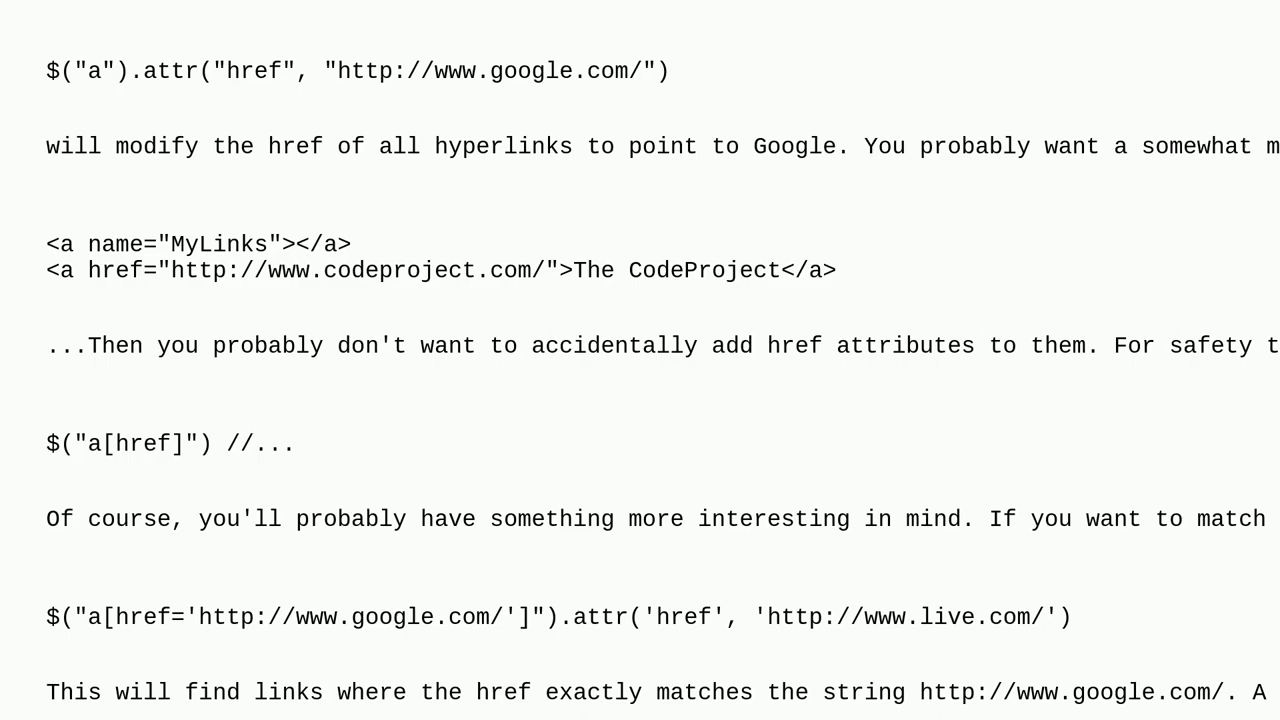 $("a").attr("href", "http://www.google.com/")
will modify the href of all hyperlinks to point to Google. You probably want a somewhat m
<a name="MyLinks"></a>
<a href="http://www.codeproject.com/">The CodeProject</a>
...Then you probably don't want to accidentally add href attributes to them. For safety t
$("a[href]") //...
Of course, you'll probably have something more interesting in mind. If you want to match
$("a[href='http://www.google.com/']").attr('href', 'http://www.live.com/')
This will find links where the href exactly matches the string http://www.google.com/. A